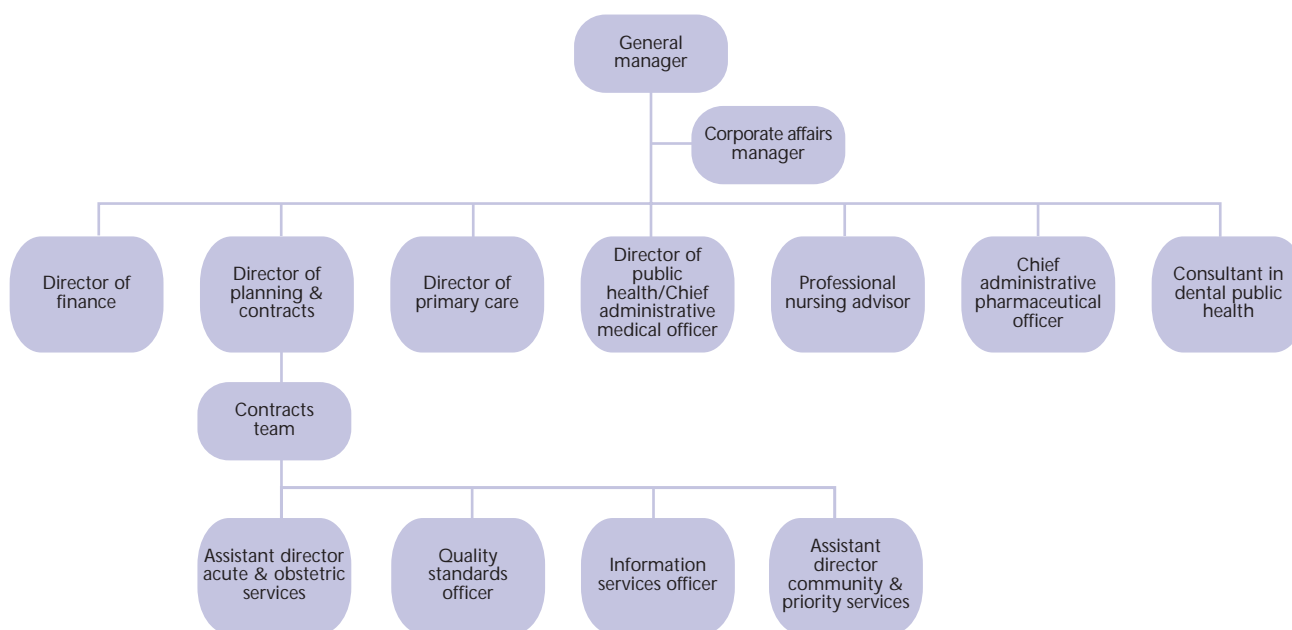 General
manager
Corporate affairs
manager
Director of
finance
Director of
planning &
contracts
Director of
primary care
Director of
public
health/Chief
administrative
medical officer
Professional
nursing advisor
Chief
administrative
pharmaceutical
officer
Consultant in
dental public
health
Contracts
team
Assistant director
acute & obstetric
services
Quality
standards
officer
Information
services officer
Assistant
director
community &
priority services